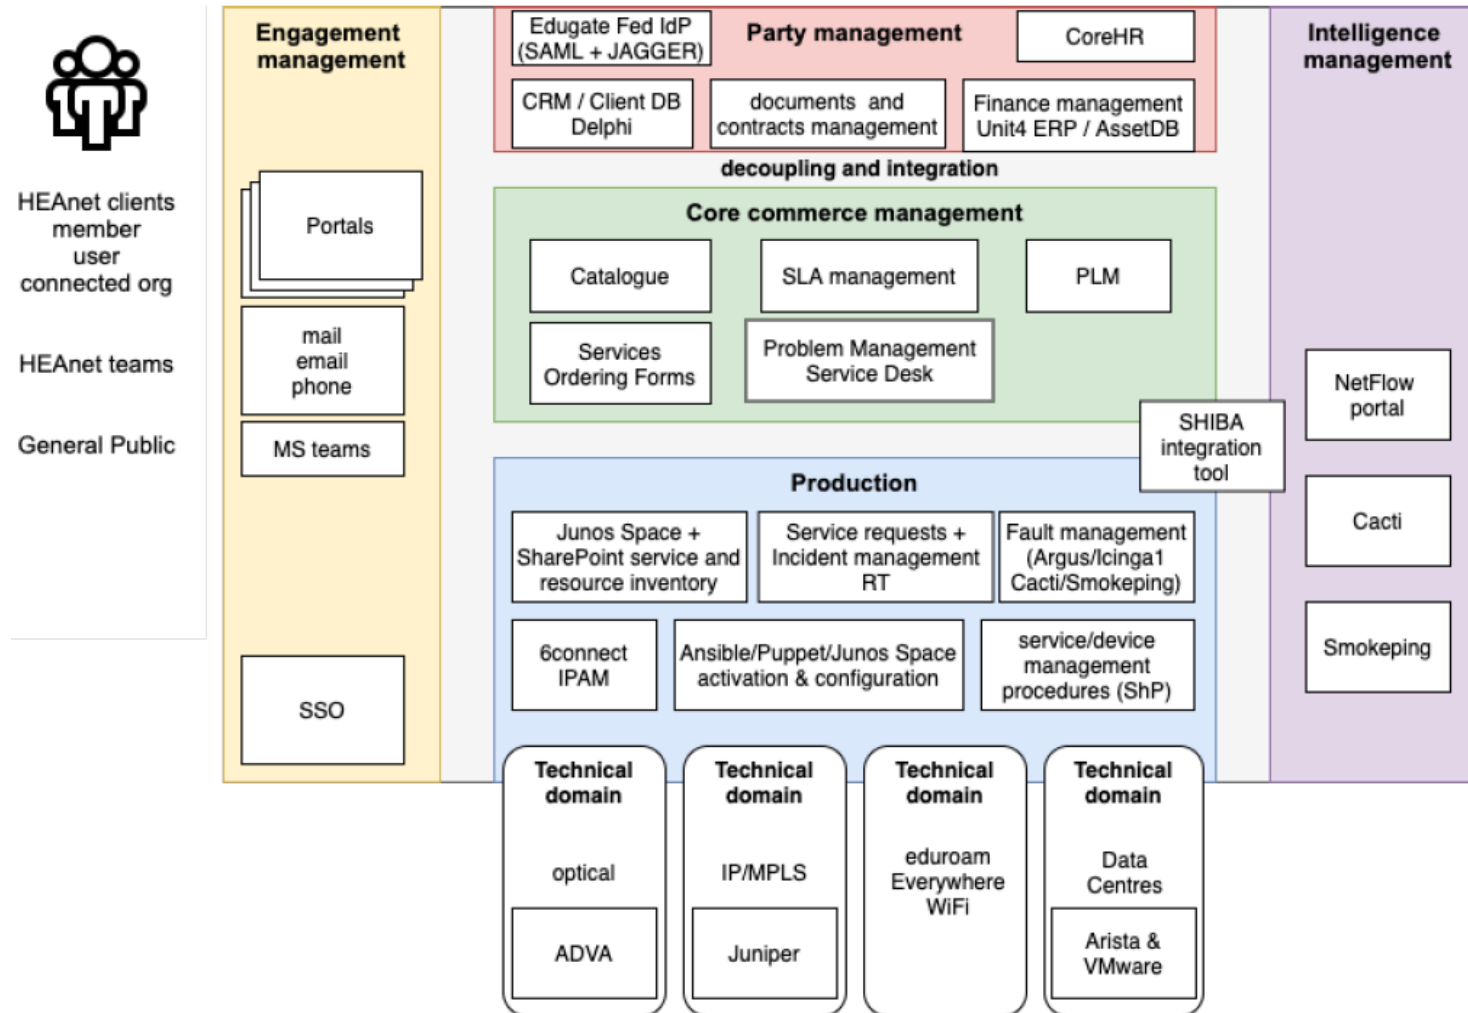 HEAnet clients
member
user
connected org
HEAnet teams
General Public
Engagement
management
Portals
mail
email
phone
MS teams
SSO
Party management
Edugate Fed IdP
(SAML + JAGGER)
CoreHR
CRM / Client DB
Delphi
documents and
contracts management
Finance management
Unit4 ERP / AssetDB
decoupling and integration
Core commerce management
Catalogue
SLA management
PLM
Services
Ordering Forms
Problem Management
Service Desk
SHIBA
integration
tool
Production
Junos Space +
SharePoint service and
resource inventory
Service requests +
Incident management
RT
Fault management
(Argus/Icinga1
Cacti/Smokeping)
6connect
IPAM
Ansible/Puppet/Junos Space
activation & configuration
service/device
management
procedures (ShP)
Technical
domain
optical
ADVA
Technical
domain
IP/MPLS
Juniper
Technical
domain
eduroam
Everywhere
WiFi
Technical
domain
Data
Centres
Arista &
VMware
Intelligence
management
NetFlow
portal
Cacti
Smokeping